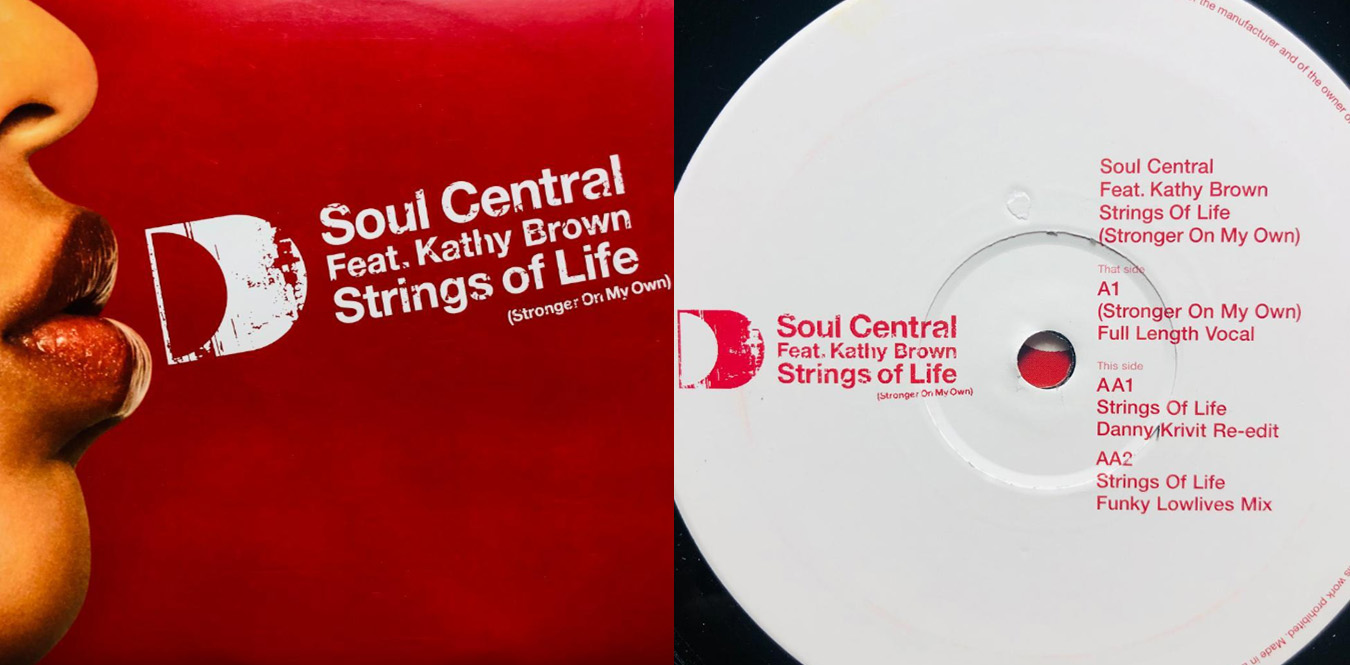 Soul Central
Feat. Kathy Brown
Strings of Life
(Stronger On My Own)
Soul Central
Feat. Kathy Brown
Strings of Life
(Stronger On My Own)
Soul Central
Feat. Kathy Brown
Strings Of Life
(Stronger On My Own)
That side
A1
(Stronger On My Own)
Full Length Vocal
This side
AA1
Strings Of Life
Danny Krivit Re-edit
AA2
Strings Of Life
Funky Lowlives Mix
the manufacturer and of the owner
work prohibited. Made in